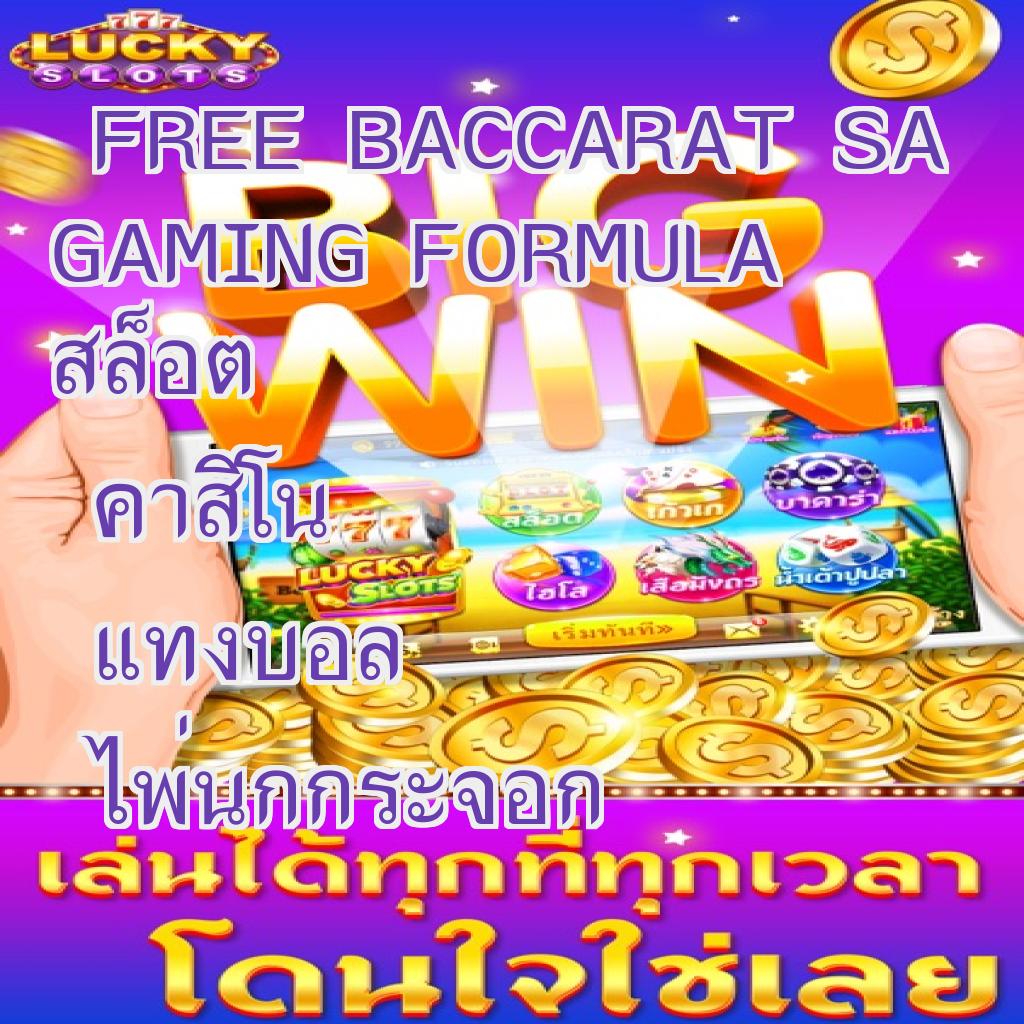 777
LUCKY
SLOTS
FREE BACCARAT SA
GAMING FORMULA
BIG
WIN
สล็อต
คาสิโน
แทงบอล
ไพ่นกกระจอก
สล็อต
เก้าเก
บาคาร่า
777
LUCKY
SLOTS
ไฮโล
เสือมังกร
น้ำเต้าปูปลา
เริ่มทันที»
เล่นได้ทุกที่ทุกเวลา
โดนใจใช่เลย